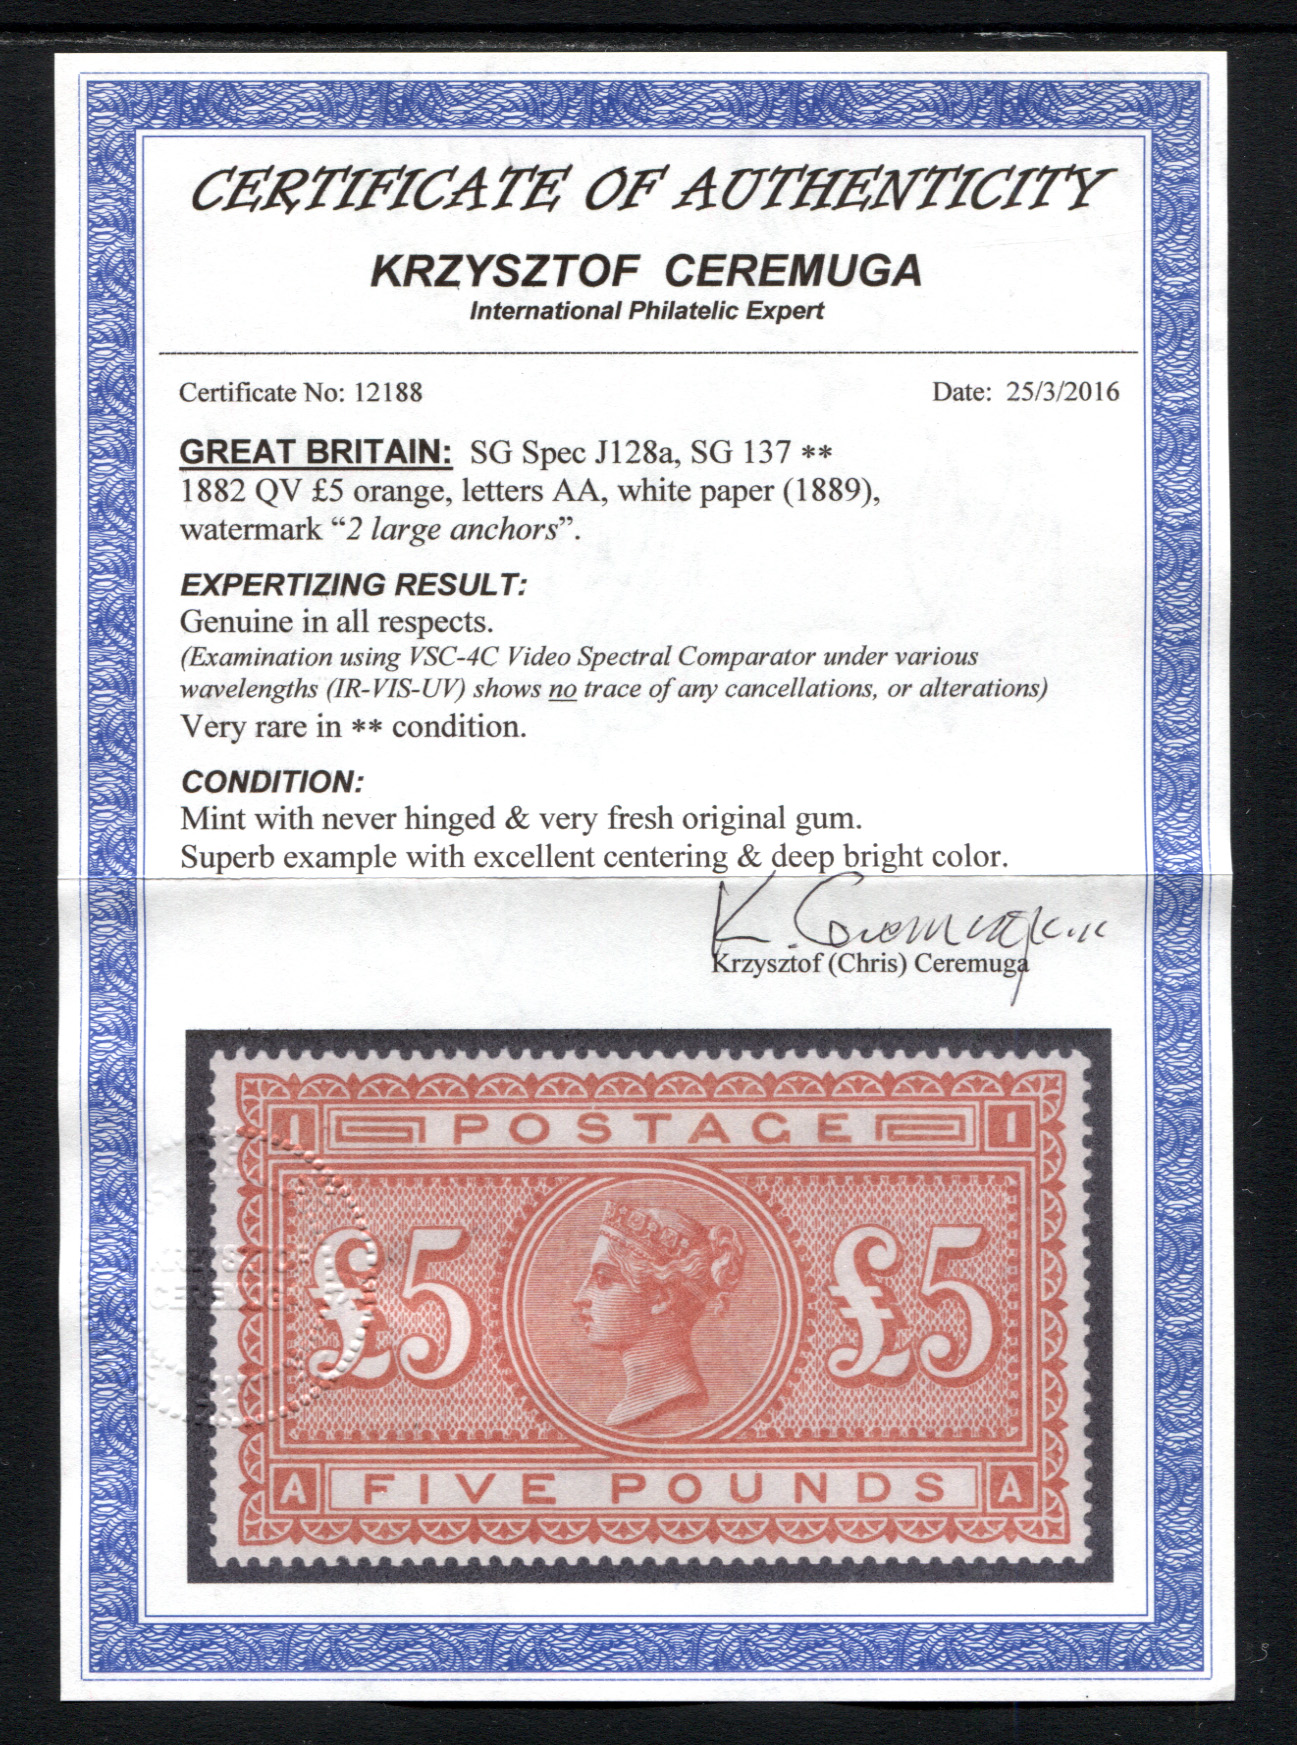 CERTIFICATE OF AUTHENTICITY
KRZYSZTOF CEREMUGA
International Philatelic Expert
Certificate No: 12188 Date: 25/3/2016
GREAT BRITAIN: SG Spec J128a, SG 137 **
1882 QV £5 orange, letters AA, white paper (1889),
watermark “2 large anchors”.
EXPERTIZING RESULT:
Genuine in all respects.
(Examination using VSC-4C Video Spectral Comparator under various
wavelengths (IR-VIS-UV) shows no trace of any cancellations, or alterations)
Very rare in ** condition.
CONDITION:
Mint with never hinged & very fresh original gum.
Superb example with excellent centering & deep bright color.
K. Ceremuga
Krzysztof (Chris) Ceremuga
1 POSTAGE 1
£5 £5
A FIVE POUNDS A